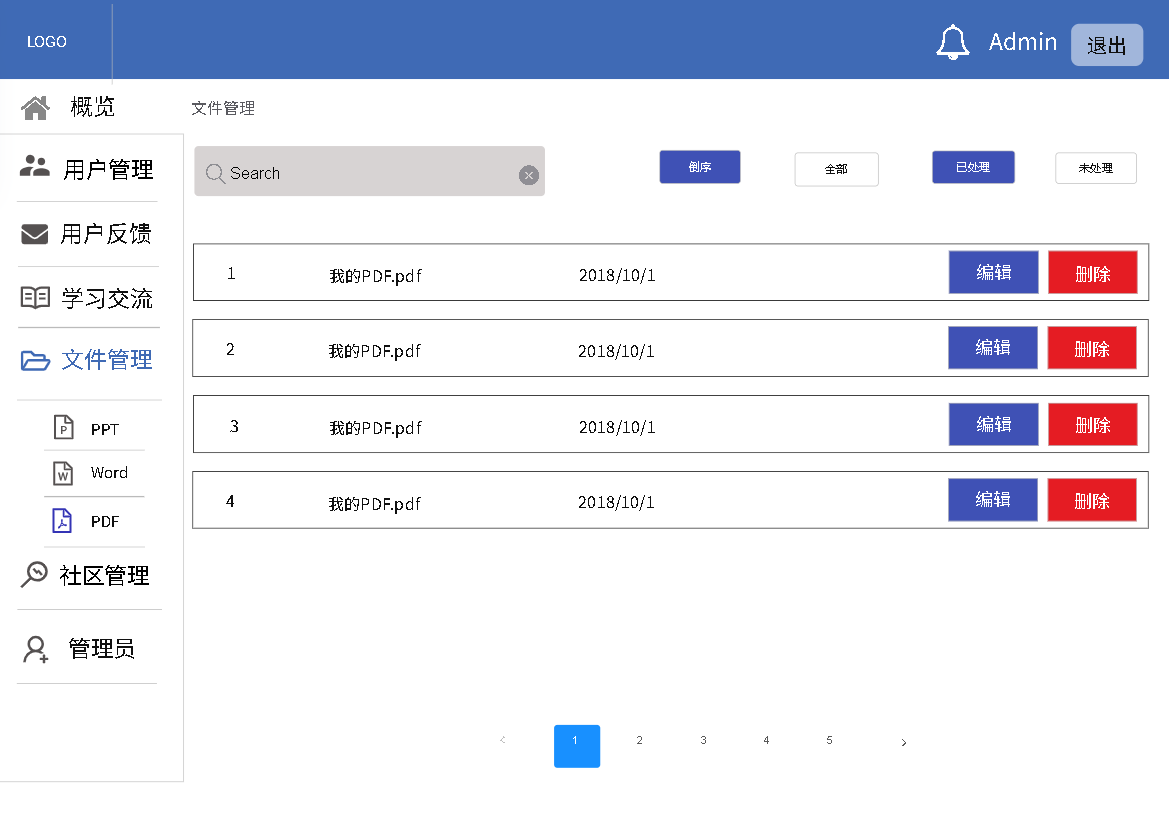 LOGO
Admin
退出
概览
用户管理
用户反馈
学习交流
文件管理
PPT
Word
PDF
社区管理
管理员
文件管理
Search
倒序
全部
已处理
未处理
1 我的PDF.pdf 2018/10/1 编辑 删除
2 我的PDF.pdf 2018/10/1 编辑 删除
3 我的PDF.pdf 2018/10/1 编辑 删除
4 我的PDF.pdf 2018/10/1 编辑 删除
< 1 2 3 4 5 >